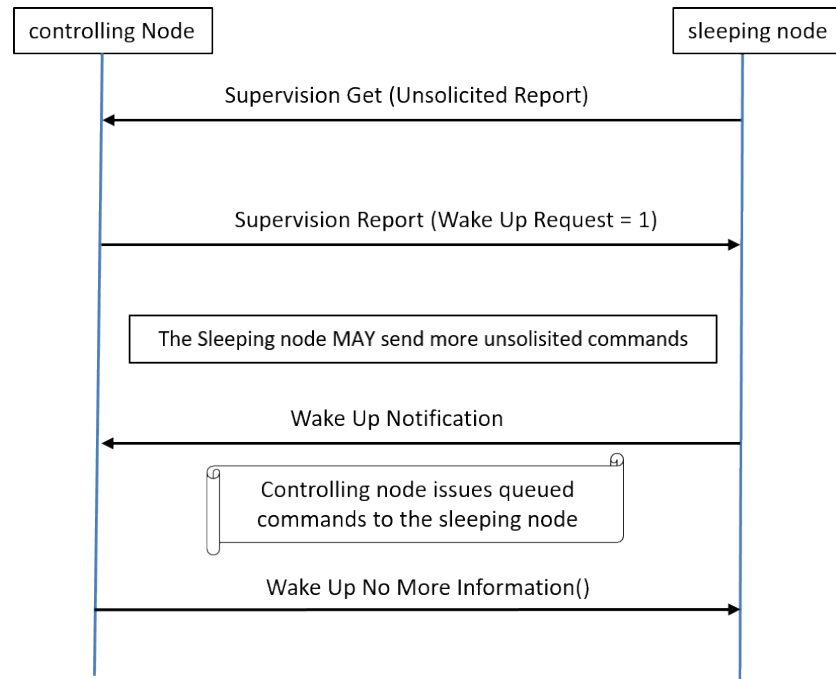 controlling Node
sleeping node
Supervision Get (Unsolicited Report)
Supervision Report (Wake Up Request = 1)
The Sleeping node MAY send more unsolisited commands
Wake Up Notification
Controlling node issues queued
commands to the sleeping node
Wake Up No More Information()